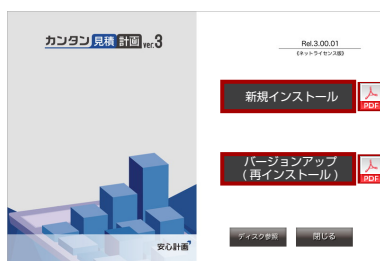 カンタン見積計画 ver.3
Rel.3.00.01
《ネットライセンス版》
新規インストール
PDF
バージョンアップ
(再インストール)
PDF
ディスク参照
閉じる
安心計画